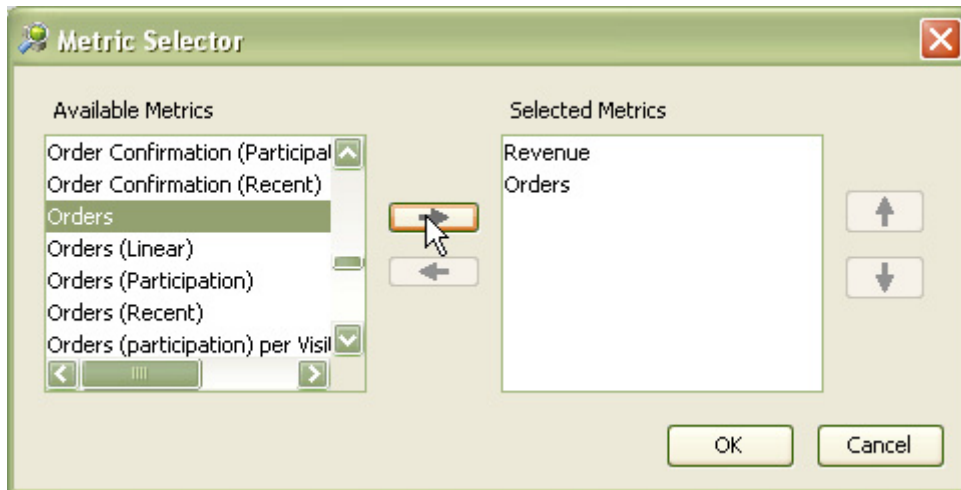 Metric Selector
Available Metrics
Order Confirmation (Participat
Order Confirmation (Recent)
Orders
Orders (Linear)
Orders (Participation)
Orders (Recent)
Orders (participation) per Visit
Selected Metrics
Revenue
Orders
OK
Cancel